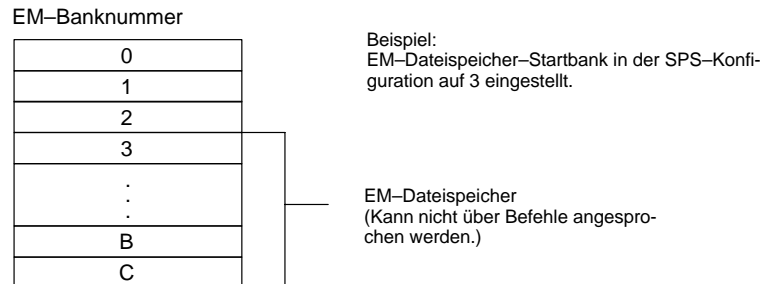 EM–Banknummer
Beispiel:
EM–Dateispeicher–Startbank in der SPS–Konfi-
guration auf 3 eingestellt.
0
1
2
3
.
.
.
EM–Dateispeicher
(Kann nicht über Befehle angespro-
chen werden.)
B
C